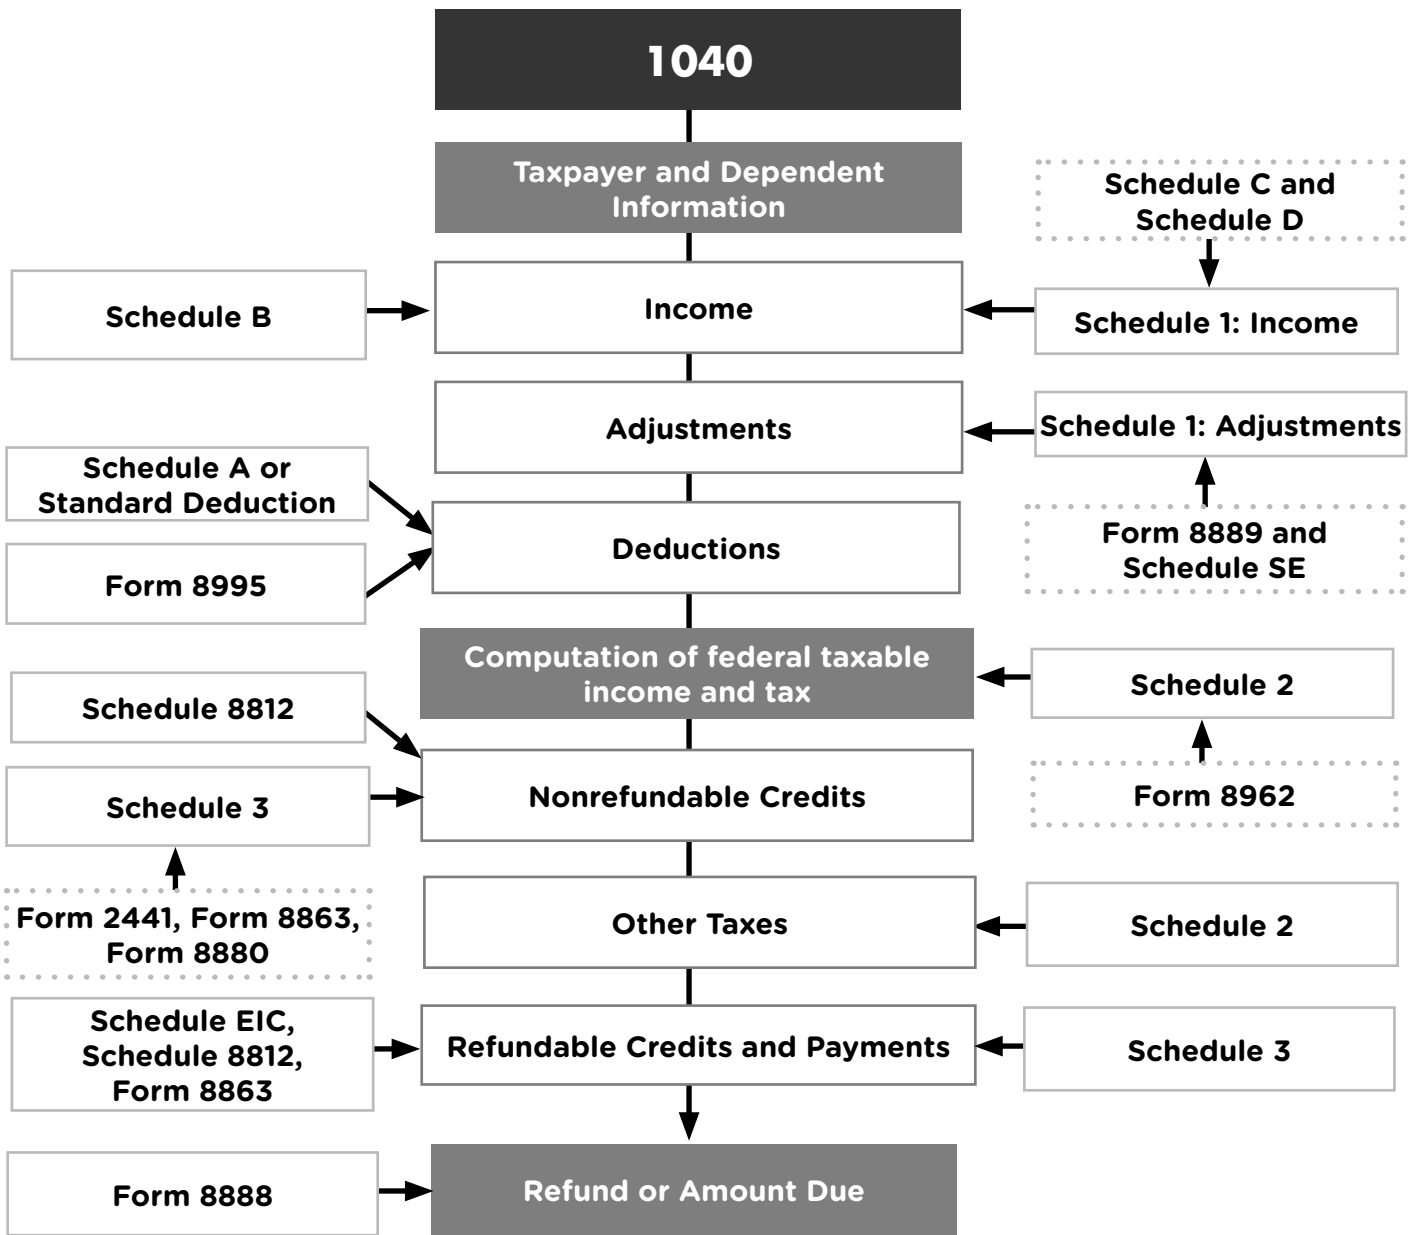 1040
Taxpayer and Dependent
Information
Schedule C and
Schedule D
Schedule B
Income
Schedule 1: Income
Adjustments
Schedule 1: Adjustments
Schedule A or
Standard Deduction
Deductions
Form 8995
Form 8889 and
Schedule SE
Computation of federal taxable
income and tax
Schedule 2
Schedule 8812
Schedule 3
Nonrefundable Credits
Form 8962
Form 2441, Form 8863,
Form 8880
Other Taxes
Schedule 2
Schedule EIC,
Schedule 8812,
Form 8863
Refundable Credits and Payments
Schedule 3
Form 8888
Refund or Amount Due